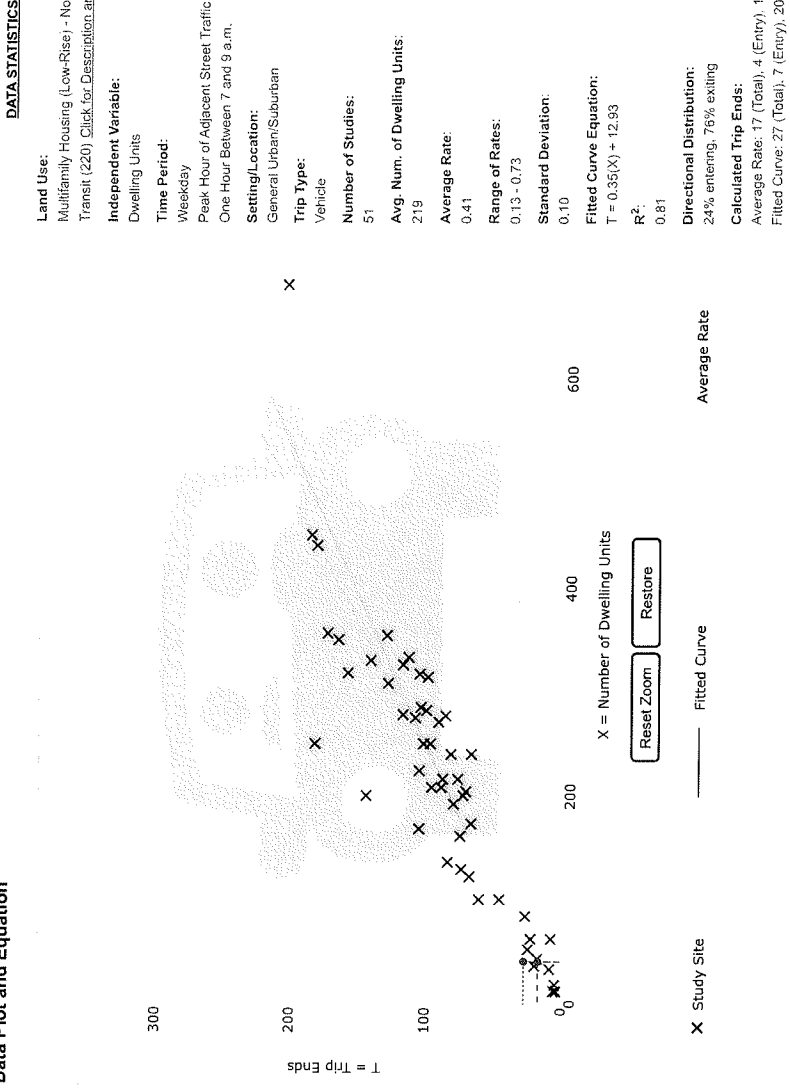 Data Plot and Equation
300
200
100
0
0
200
400
600
T = Trip Ends
X = Number of Dwelling Units
Reset Zoom
Restore
Study Site
Fitted Curve
Average Rate
DATA STATISTICS
Land Use:
Multifamily Housing (Low-Rise) - No
Transit (220) Click for Description
Independent Variable:
Dwelling Units
Time Period:
Weekday
Peak Hour of Adjacent Street Traffic
One Hour Between 7 and 9 a.m.
Setting/Location:
General Urban/Suburban
Trip Type:
Vehicle
Number of Studies:
51
Avg. Num. of Dwelling Units:
219
Average Rate:
0.41
Range of Rates:
0.13 - 0.73
Standard Deviation:
0.10
Fitted Curve Equation:
T = 0.35(X) + 12.93
R²:
0.81
Directional Distribution:
24% entering, 76% exiting
Calculated Trip Ends:
Average Rate: 17 (Total), 4 (Entry), 1
Fitted Curve: 27 (Total), 7 (Entry), 20